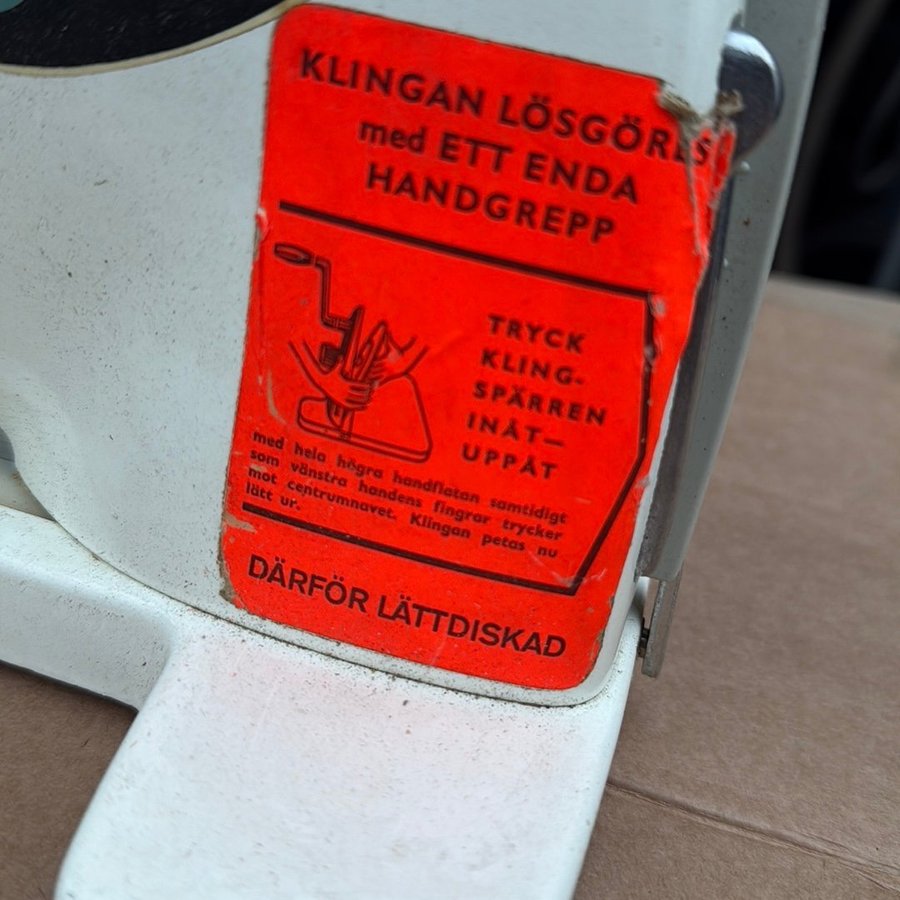 KLINGAN LÖSGÖRES
med ETT ENDA
HANDGREPP
TRYCK
KLING-
SPÄRREN
INÅT—
UPPÅT
med hela högra handflatan samtidigt
som vänstra handens fingrar trycker
mot centrumnavet. Klingan petas nu
lätt ur.
DÄRFÖR LÄTTDISKAD